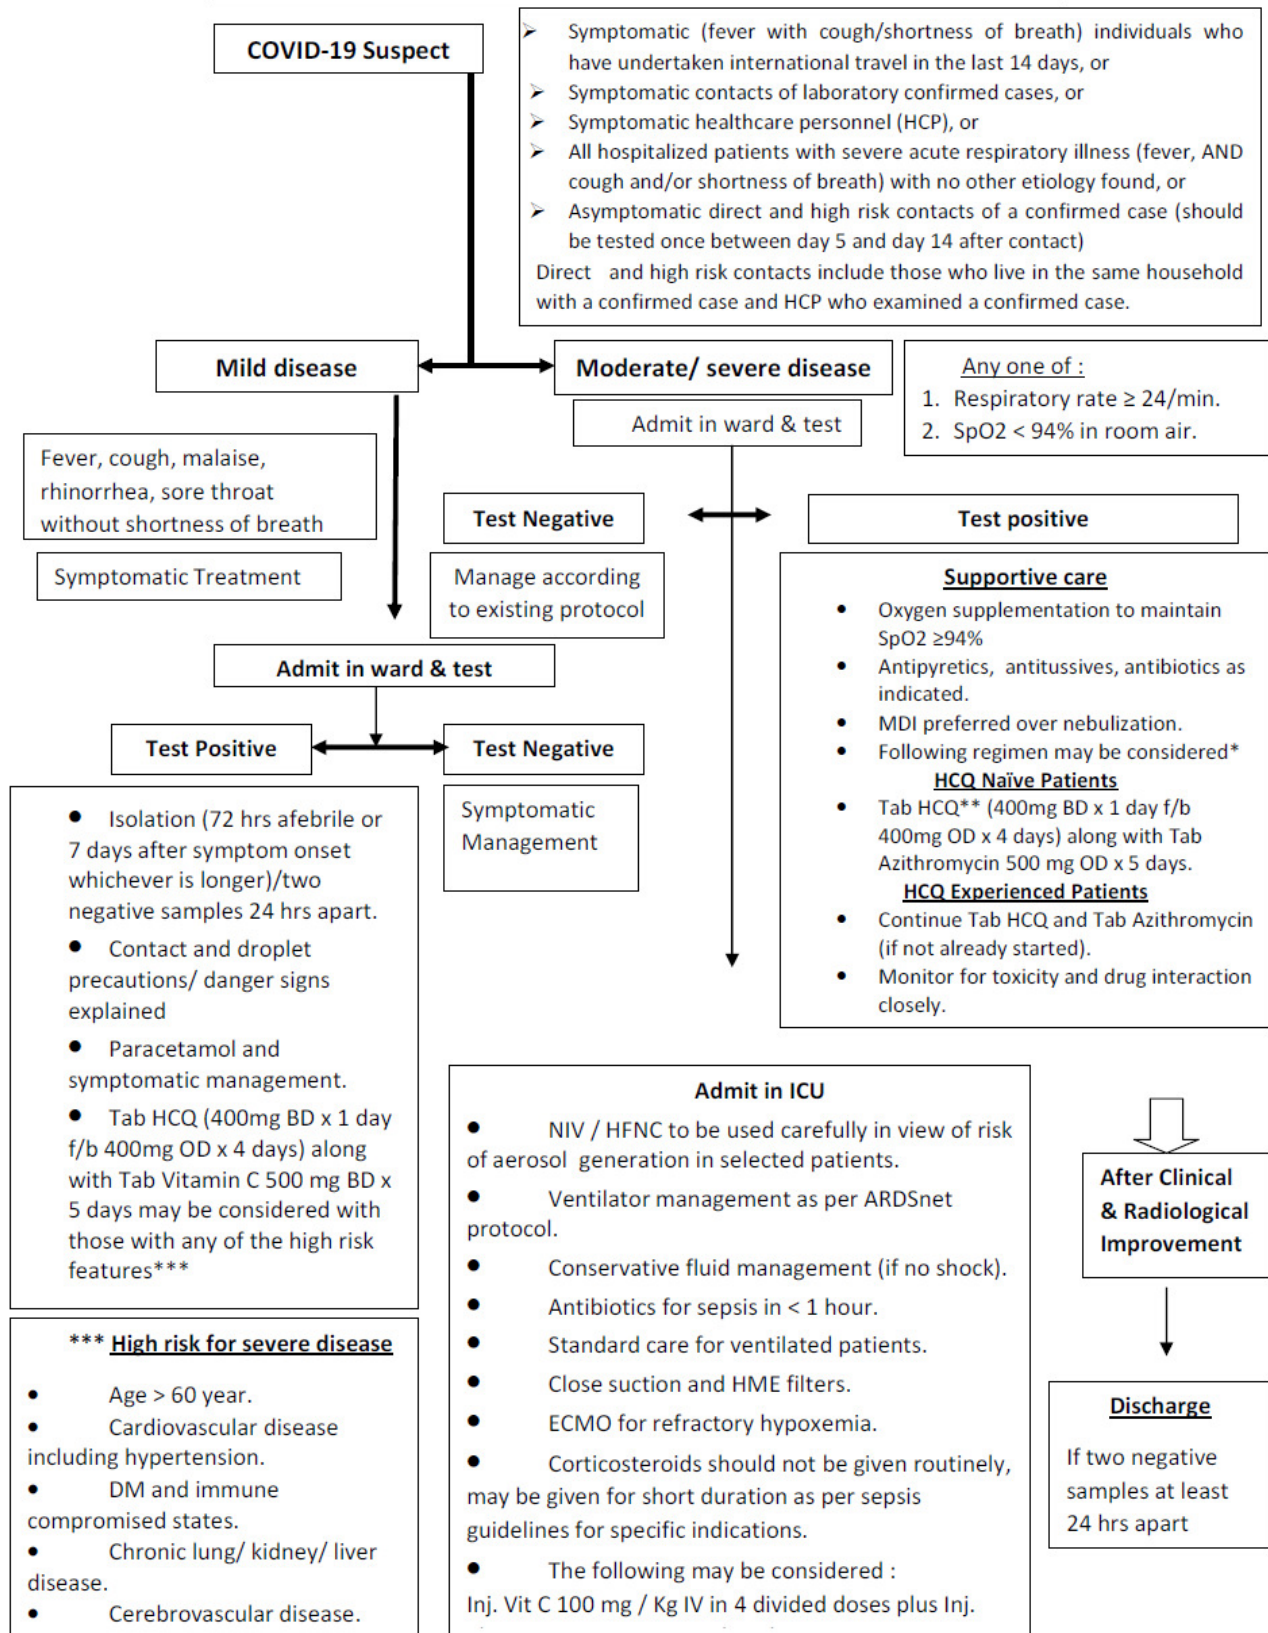 COVID-19 Suspect
➢ Symptomatic (fever with cough/shortness of breath) individuals who
have undertaken international travel in the last 14 days, or
➢ Symptomatic contacts of laboratory confirmed cases, or
➢ Symptomatic healthcare personnel (HCP), or
➢ All hospitalized patients with severe acute respiratory illness (fever, AND
cough and/or shortness of breath) with no other etiology found, or
➢ Asymptomatic direct and high risk contacts of a confirmed case (should
be tested once between day 5 and day 14 after contact)
Direct and high risk contacts include those who live in the same household
with a confirmed case and HCP who examined a confirmed case.
Mild disease
Moderate/ severe disease
Any one of :
1. Respiratory rate ≥ 24/min.
2. SpO2 < 94% in room air.
Admit in ward & test
Fever, cough, malaise,
rhinorrhea, sore throat
without shortness of breath
Symptomatic Treatment
Test Negative
Test positive
Manage according
to existing protocol
Supportive care
• Oxygen supplementation to maintain
SpO2 ≥94%
• Antipyretics, antitussives, antibiotics as
indicated.
• MDI preferred over nebulization.
• Following regimen may be considered*
HCQ Naïve Patients
• Tab HCQ** (400mg BD x 1 day f/b
400mg OD x 4 days) along with Tab
Azithromycin 500 mg OD x 5 days.
HCQ Experienced Patients
• Continue Tab HCQ and Tab Azithromycin
(if not already started).
• Monitor for toxicity and drug interaction
closely.
Admit in ward & test
Test Positive
Test Negative
• Isolation (72 hrs afebrile or
7 days after symptom onset
whichever is longer)/two
negative samples 24 hrs apart.
• Contact and droplet
precautions/ danger signs
explained
• Paracetamol and
symptomatic management.
• Tab HCQ (400mg BD x 1 day
f/b 400mg OD x 4 days) along
with Tab Vitamin C 500 mg BD x
5 days may be considered with
those with any of the high risk
features***
Symptomatic
Management
*** High risk for severe disease
• Age > 60 year.
• Cardiovascular disease
including hypertension.
• DM and immune
compromised states.
• Chronic lung/ kidney/ liver
disease.
• Cerebrovascular disease.
Admit in ICU
• NIV / HFNC to be used carefully in view of risk
of aerosol generation in selected patients.
• Ventilator management as per ARDSnet
protocol.
• Conservative fluid management (if no shock).
• Antibiotics for sepsis in < 1 hour.
• Standard care for ventilated patients.
• Close suction and HME filters.
• ECMO for refractory hypoxemia.
• Corticosteroids should not be given routinely,
may be given for short duration as per sepsis
guidelines for specific indications.
• The following may be considered :
Inj. Vit C 100 mg / Kg IV in 4 divided doses plus Inj.
After Clinical
& Radiological
Improvement
Discharge
If two negative
samples at least
24 hrs apart